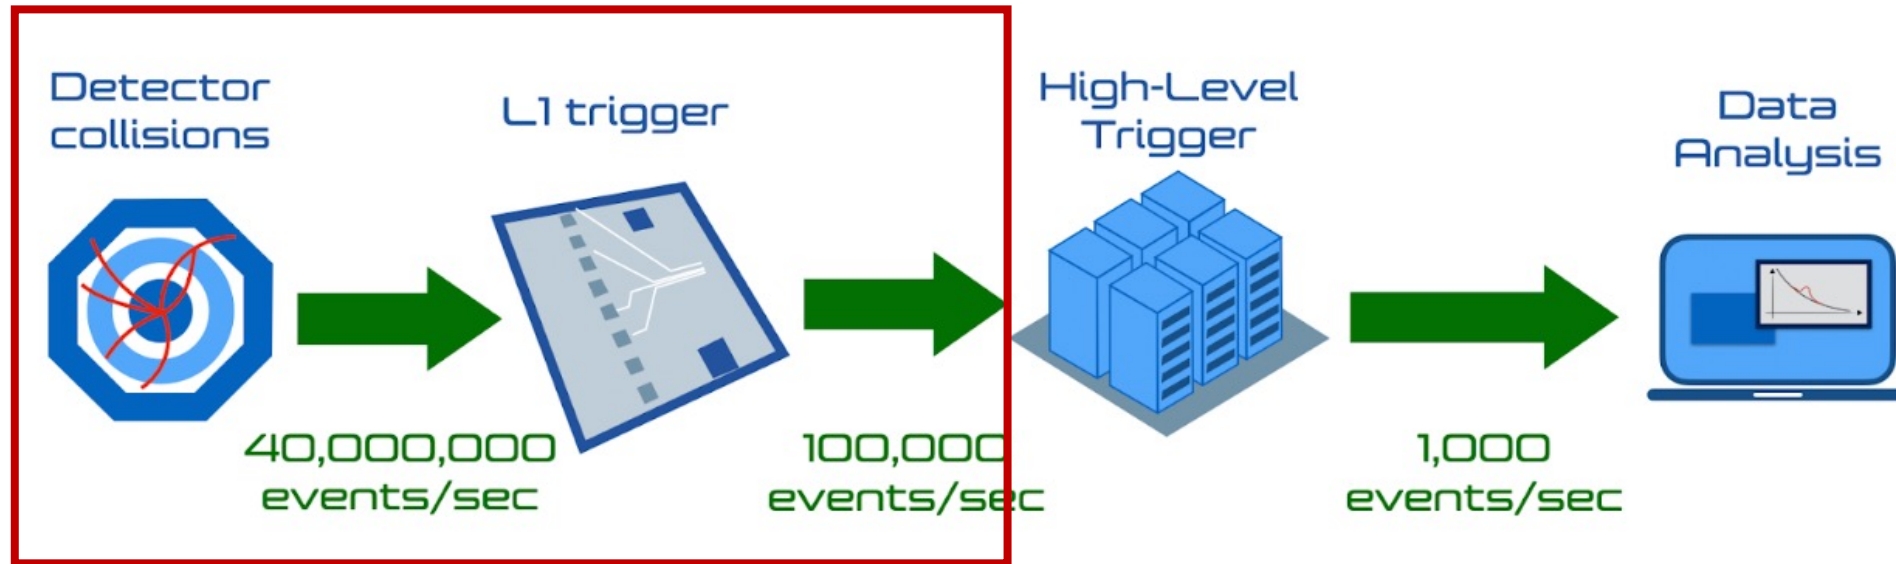 Detector
collisions
L1 trigger
High-Level
Trigger
Data
Analysis
40,000,000
events/sec
100,000
events/sec
1,000
events/sec